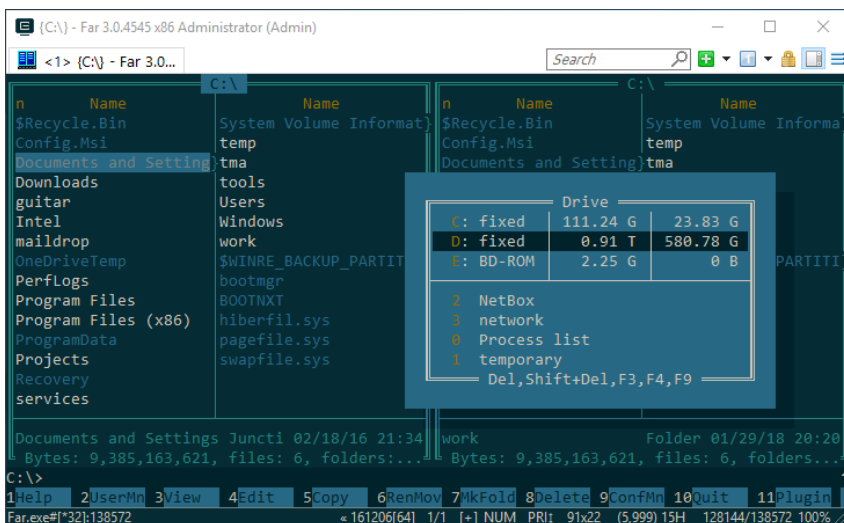 {C:\} - Far 3.0.4545 x86 Administrator (Admin)
<1> {C:\} - Far 3.0... Search
C:\ C:\
n Name Name n Name Name
$Recycle.Bin System Volume Informat} $Recycle.Bin System Volume Informa
Config.Msi temp Config.Msi temp
Documents and Setting} tma Documents and Setting} tma
Downloads tools
guitar Users Drive
Intel Windows C: fixed 111.24 G 23.83 G
maildrop work D: fixed 0.91 T 580.78 G
OneDriveTemp $WINRE_BACKUP_PARTIT E: BD-ROM 2.25 G 0 B PARTITI
PerfLogs bootmgr
Program Files BOOTNXT 2 NetBox
Program Files (x86) hiberfil.sys 3 network
ProgramData pagefile.sys 0 Process list
Projects swapfile.sys 1 temporary
Recovery Del,Shift+Del,F3,F4,F9
services
Documents and Settings Juncti 02/18/16 21:34 work Folder 01/29/18 20:20
Bytes: 9,385,163,621, files: 6, folders:... Bytes: 9,385,163,621, files: 6, folders...
C:\>
1Help 2UserMn 3View 4Edit 5Copy 6RenMov 7MkFold 8Delete 9ConfMn 10Quit 11Plugin
Far.exe#[*32]:138572 « 161206[64] 1/1 [+] NUM PRI↕ 91x22 (5,999) 15H 128144/138572 100%